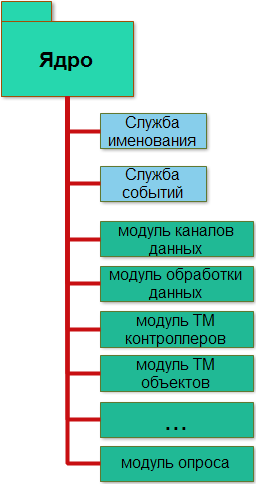 Ядро
Служба
именования
Служба
событий
модуль каналов
данных
модуль обработки
данных
модуль ТМ
контроллеров
модуль ТМ
объектов
...
модуль опроса